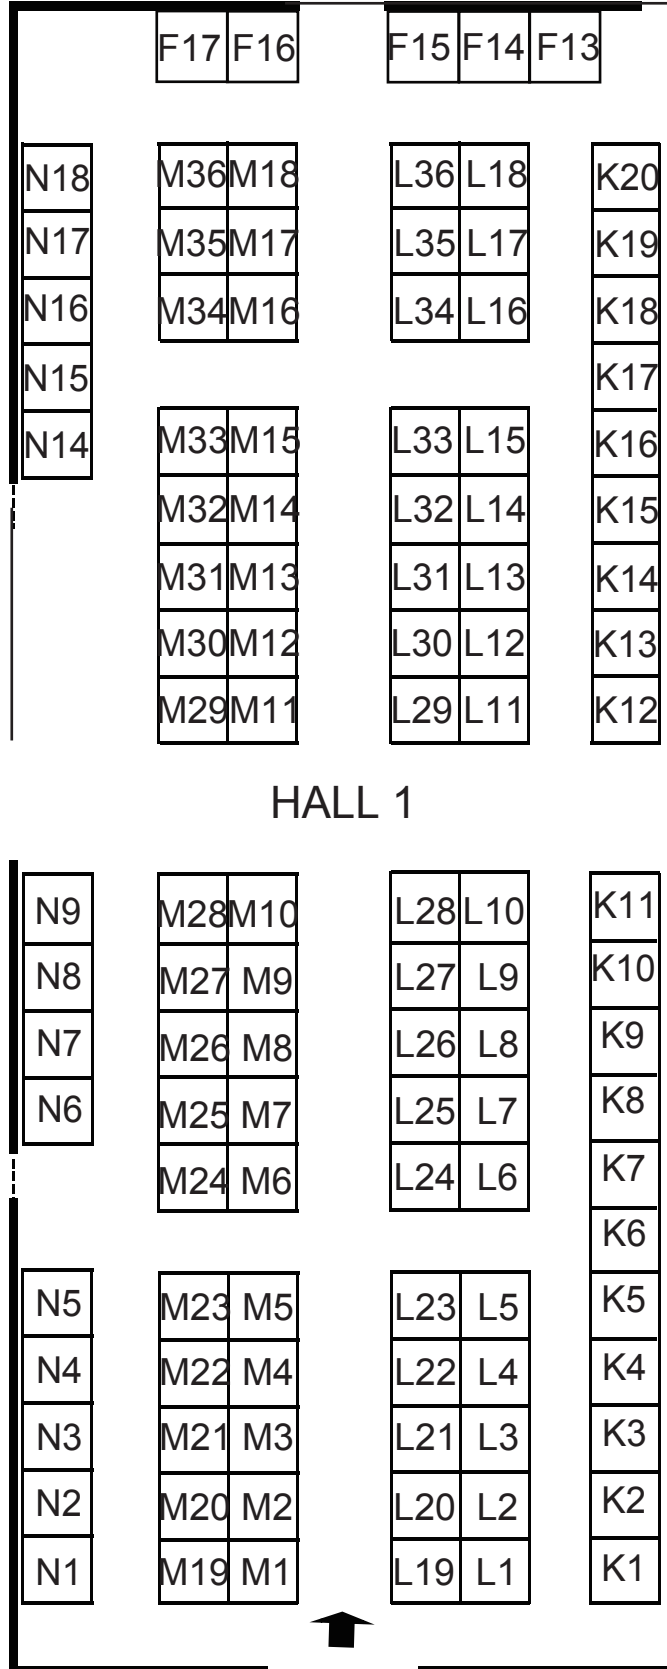 F17 F16 F15 F14 F13
N18 M36 M18 L36 L18 K20
N17 M35 M17 L35 L17 K19
N16 M34 M16 L34 L16 K18
N15 K17
N14 M33 M15 L33 L15 K16
M32 M14 L32 L14 K15
M31 M13 L31 L13 K14
M30 M12 L30 L12 K13
M29 M11 L29 L11 K12
HALL 1
N9 M28 M10 L28 L10 K11
N8 M27 M9 L27 L9 K10
N7 M26 M8 L26 L8 K9
N6 M25 M7 L25 L7 K8
M24 M6 L24 L6 K7
K6
N5 M23 M5 L23 L5 K5
N4 M22 M4 L22 L4 K4
N3 M21 M3 L21 L3 K3
N2 M20 M2 L20 L2 K2
N1 M19 M1 L19 L1 K1